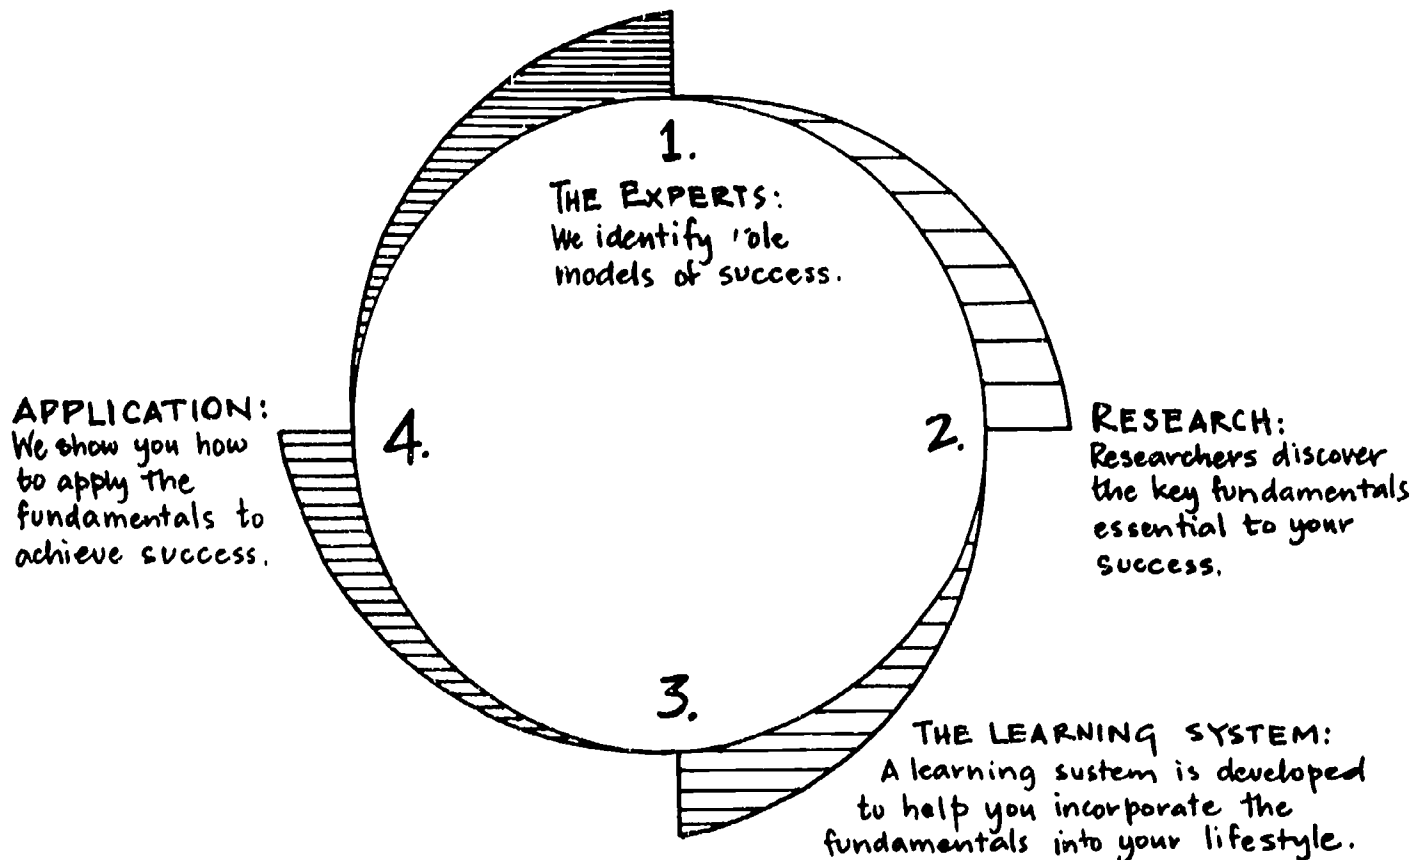 1.
THE EXPERTS:
We identify role
models of success.
2.
RESEARCH:
Researchers discover
the key fundamentals
essential to your
success.
3.
THE LEARNING SYSTEM:
A learning sustem is developed
to help you incorporate the
fundamentals into your lifestyle.
4.
APPLICATION:
We show you how
to apply the
fundamentals to
achieve success.